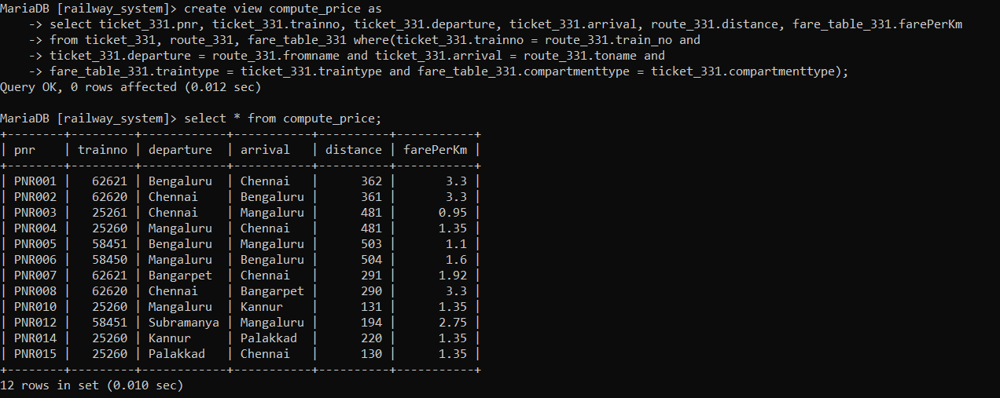 MariaDB [railway_system]> create view compute_price as
    -> select ticket_331.pnr, ticket_331.trainno, ticket_331.departure, ticket_331.arrival, route_331.distance, fare_table_331.farePerKm
    -> from ticket_331, route_331, fare_table_331 where(ticket_331.trainno = route_331.train_no and
    -> ticket_331.departure = route_331.fromname and ticket_331.arrival = route_331.toname and
    -> fare_table_331.traintype = ticket_331.traintype and fare_table_331.compartmenttype = ticket_331.compartmenttype);
Query OK, 0 rows affected (0.012 sec)

MariaDB [railway_system]> select * from compute_price;
+--------+---------+------------+-----------+----------+-----------+
| pnr    | trainno | departure  | arrival   | distance | farePerKm |
+--------+---------+------------+-----------+----------+-----------+
| PNR001 |   62621 | Bengaluru  | Chennai   |      362 |       3.3 |
| PNR002 |   62620 | Chennai    | Bengaluru |      361 |       3.3 |
| PNR003 |   25261 | Chennai    | Mangaluru |      481 |      0.95 |
| PNR004 |   25260 | Mangaluru  | Chennai   |      481 |      1.35 |
| PNR005 |   58451 | Bengaluru  | Mangaluru |      503 |       1.1 |
| PNR006 |   58450 | Mangaluru  | Bengaluru |      504 |       1.6 |
| PNR007 |   62621 | Bangarpet  | Chennai   |      291 |      1.92 |
| PNR008 |   62620 | Chennai    | Bangarpet |      290 |       3.3 |
| PNR010 |   25260 | Mangaluru  | Kannur    |      131 |      1.35 |
| PNR012 |   58451 | Subramanya | Mangaluru |      194 |      2.75 |
| PNR014 |   25260 | Kannur     | Palakkad  |      220 |      1.35 |
| PNR015 |   25260 | Palakkad   | Chennai   |      130 |      1.35 |
+--------+---------+------------+-----------+----------+-----------+
12 rows in set (0.010 sec)